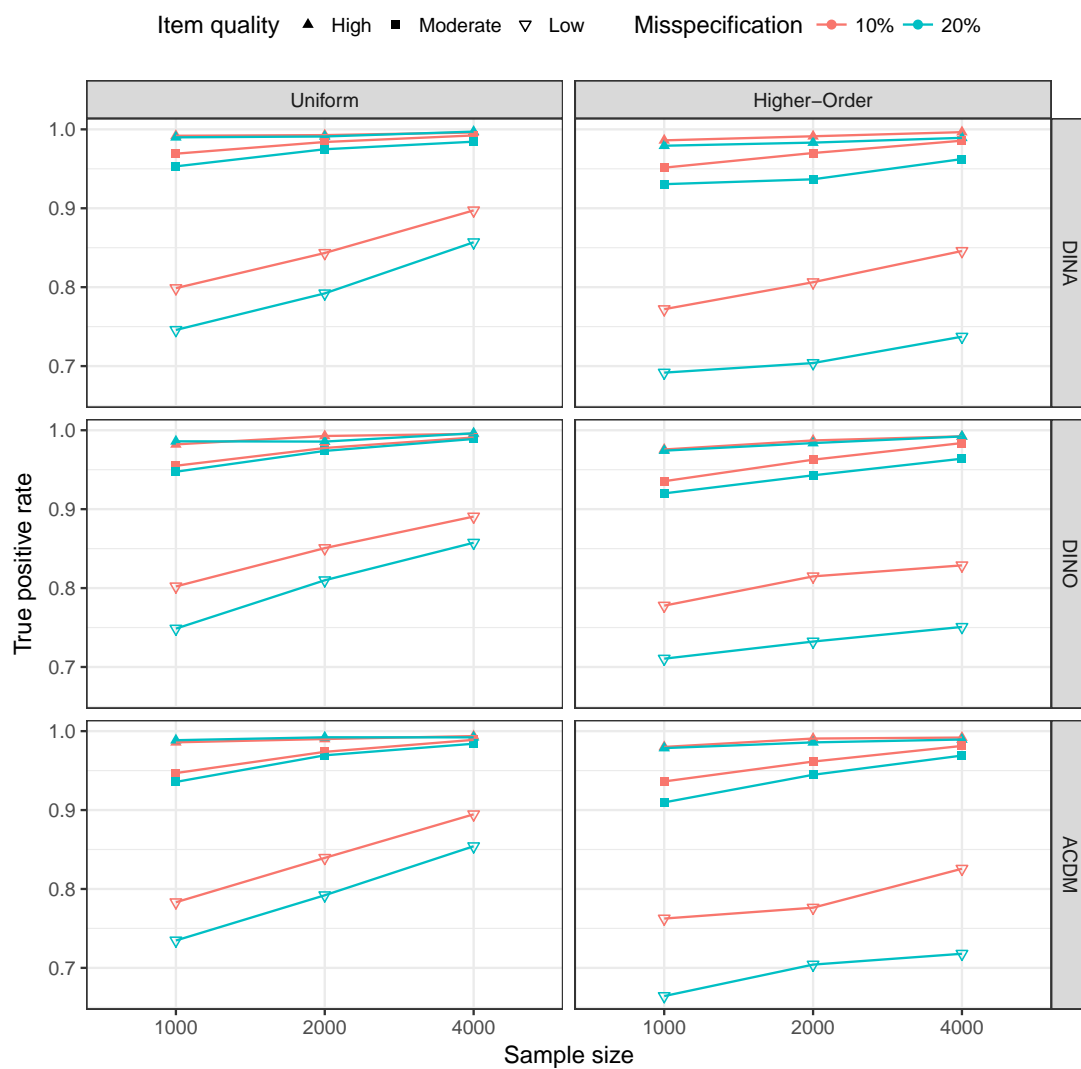 Item quality High Moderate Low Misspecification 10% 20%
Uniform Higher−Order
1.0
0.9
0.8
0.7
DINA
1.0
0.9
0.8
0.7
DINO
1.0
0.9
0.8
0.7
ACDM
True positive rate
1000 2000 4000 1000 2000 4000
Sample size